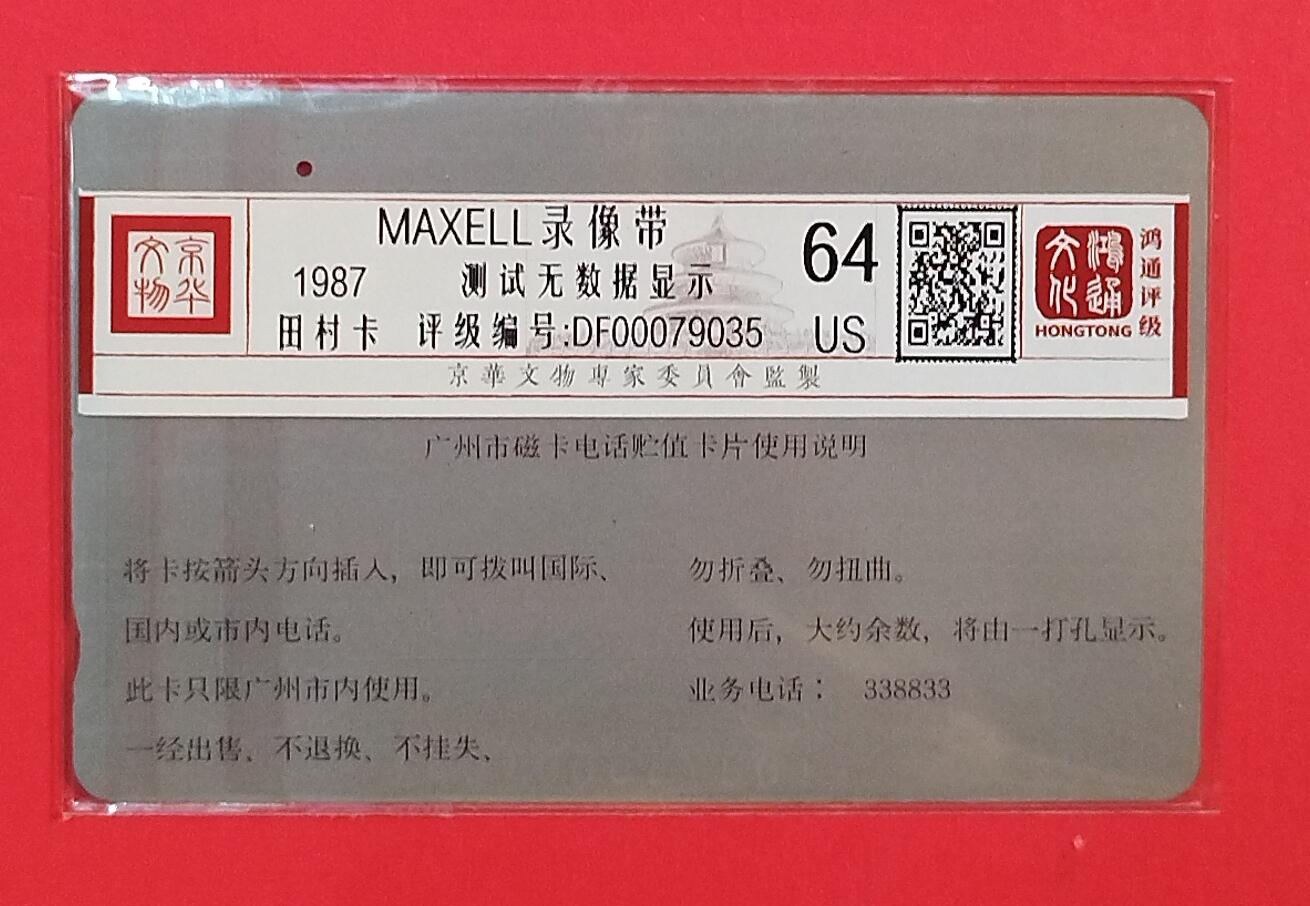 京华
文物
MAXELL录像带
1987 测试无数据显示
田村卡 评级编号:DF00079035
64
US
鸿通
文化
HONGTONG
鸿通评级
京華文物專家委員會監製
广州市磁卡电话贮值卡片使用说明
将卡按箭头方向插入，即可拨叫国际、
国内或市内电话。
此卡只限广州市内使用。
一经出售、不退换、不挂失、
勿折叠、勿扭曲。
使用后，大约余数，将由一打孔显示。
业务电话： 338833